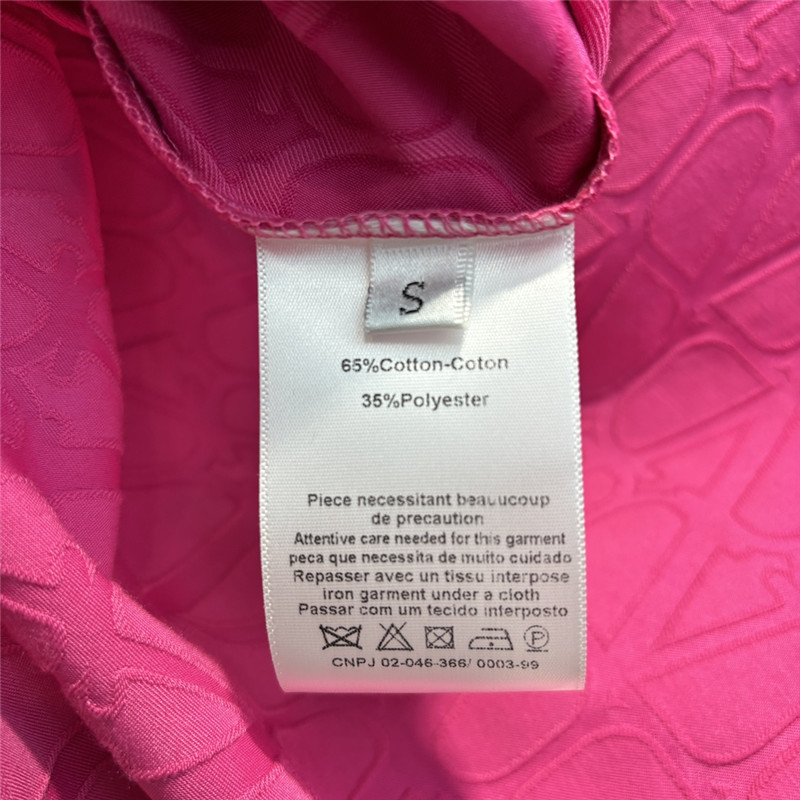 S
65%Cotton-Coton
35%Polyester
Piece necessitant beauucoup
de precaution
Attentive care needed for this garment
peca que necessita de muito cuidado
Repasser avec un tissu interpose
iron garment under a cloth
Passar com um tecido interposto
P
CNPJ 02-046-366/ 0003-99